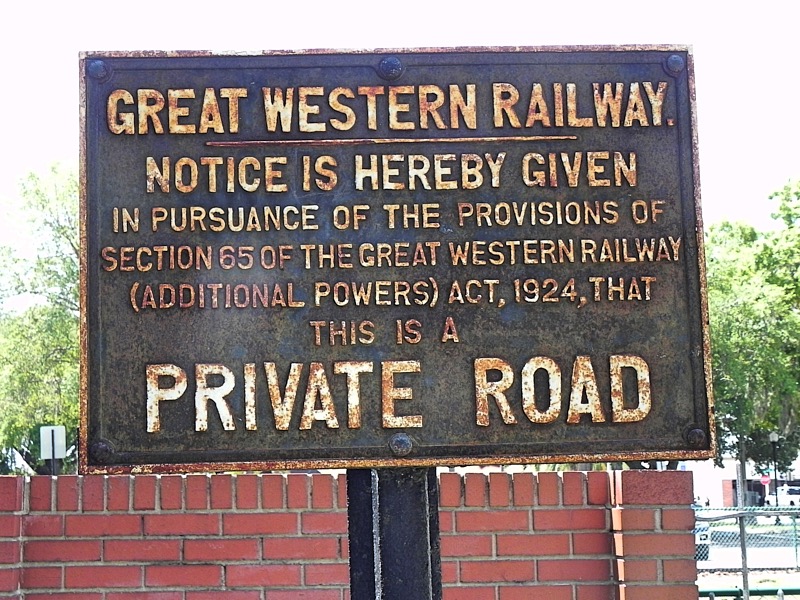 GREAT WESTERN RAILWAY.
NOTICE IS HEREBY GIVEN
IN PURSUANCE OF THE PROVISIONS OF
SECTION 65 OF THE GREAT WESTERN RAILWAY
(ADDITIONAL POWERS) ACT, 1924, THAT
THIS IS A
PRIVATE ROAD